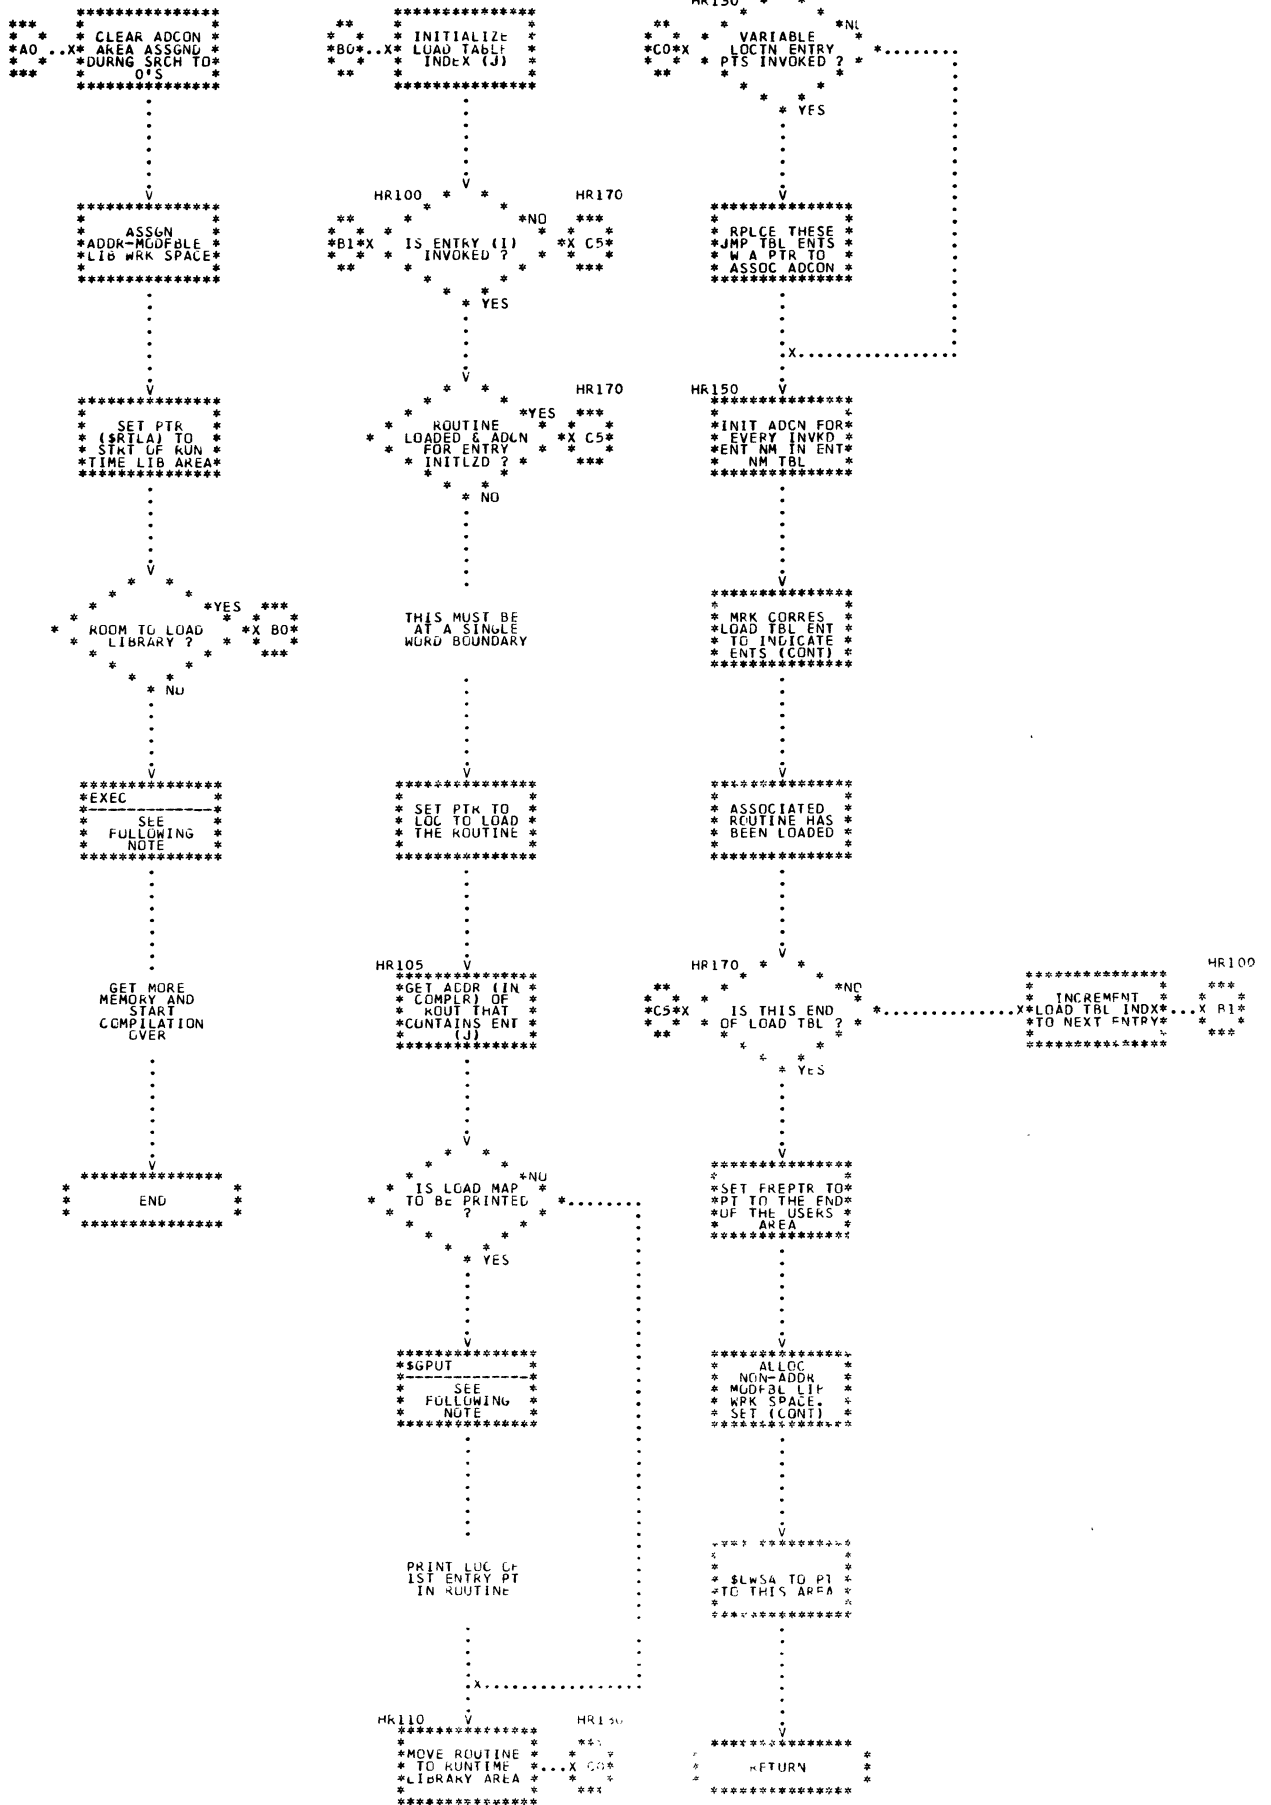 A0
CLEAR ADCON
AREA ASSGND
DURNG SRCH TO
0'S
ASSGN
ADDR-MODFBLE
LIB WRK SPACE
SET PTR
($RTLA) TO
STRT OF RUN
TIME LIB AREA
ROOM TO LOAD
LIBRARY ?
YES
B0
NO
EXEC
SEE
FOLLOWING
NOTE
GET MORE
MEMORY AND
START
COMPILATION
OVER
END
B0
INITIALIZE
LOAD TABLE
INDEX (J)
HR100
B1
IS ENTRY (I)
INVOKED ?
NO
HR170
C5
YES
ROUTINE
LOADED & ADCN
FOR ENTRY
INITLZD ?
YES
HR170
C5
NO
THIS MUST BE
AT A SINGLE
WORD BOUNDARY
SET PTR TO
LOC TO LOAD
THE ROUTINE
HR105
GET ADDR (IN
COMPLR) OF
ROUT THAT
CONTAINS ENT
(J)
IS LOAD MAP
TO BE PRINTED
?
NO
YES
$GPUT
SEE
FOLLOWING
NOTE
PRINT LOC OF
1ST ENTRY PT
IN ROUTINE
HR110
MOVE ROUTINE
TO RUNTIME
LIBRARY AREA
HR130
C0
HR130
C0
VARIABLE
LOCTN ENTRY
PTS INVOKED ?
NO
YES
RPLCE THESE
JMP TBL ENTS
W A PTR TO
ASSOC ADCON
HR150
INIT ADCN FOR
EVERY INVKD
ENT NM IN ENT
NM TBL
MRK CORRES
LOAD TBL ENT
TO INDICATE
ENTS (CONT)
ASSOCIATED
ROUTINE HAS
BEEN LOADED
HR170
C5
IS THIS END
OF LOAD TBL ?
NO
INCREMENT
LOAD TBL INDX
TO NEXT ENTRY
HR100
B1
YES
SET FREPTR TO
PT TO THE END
OF THE USERS
AREA
ALLOC
NON-ADDR
MODFBL LIB
WRK SPACE.
SET (CONT)
$LWSA TO PT
TO THIS AREA
RETURN